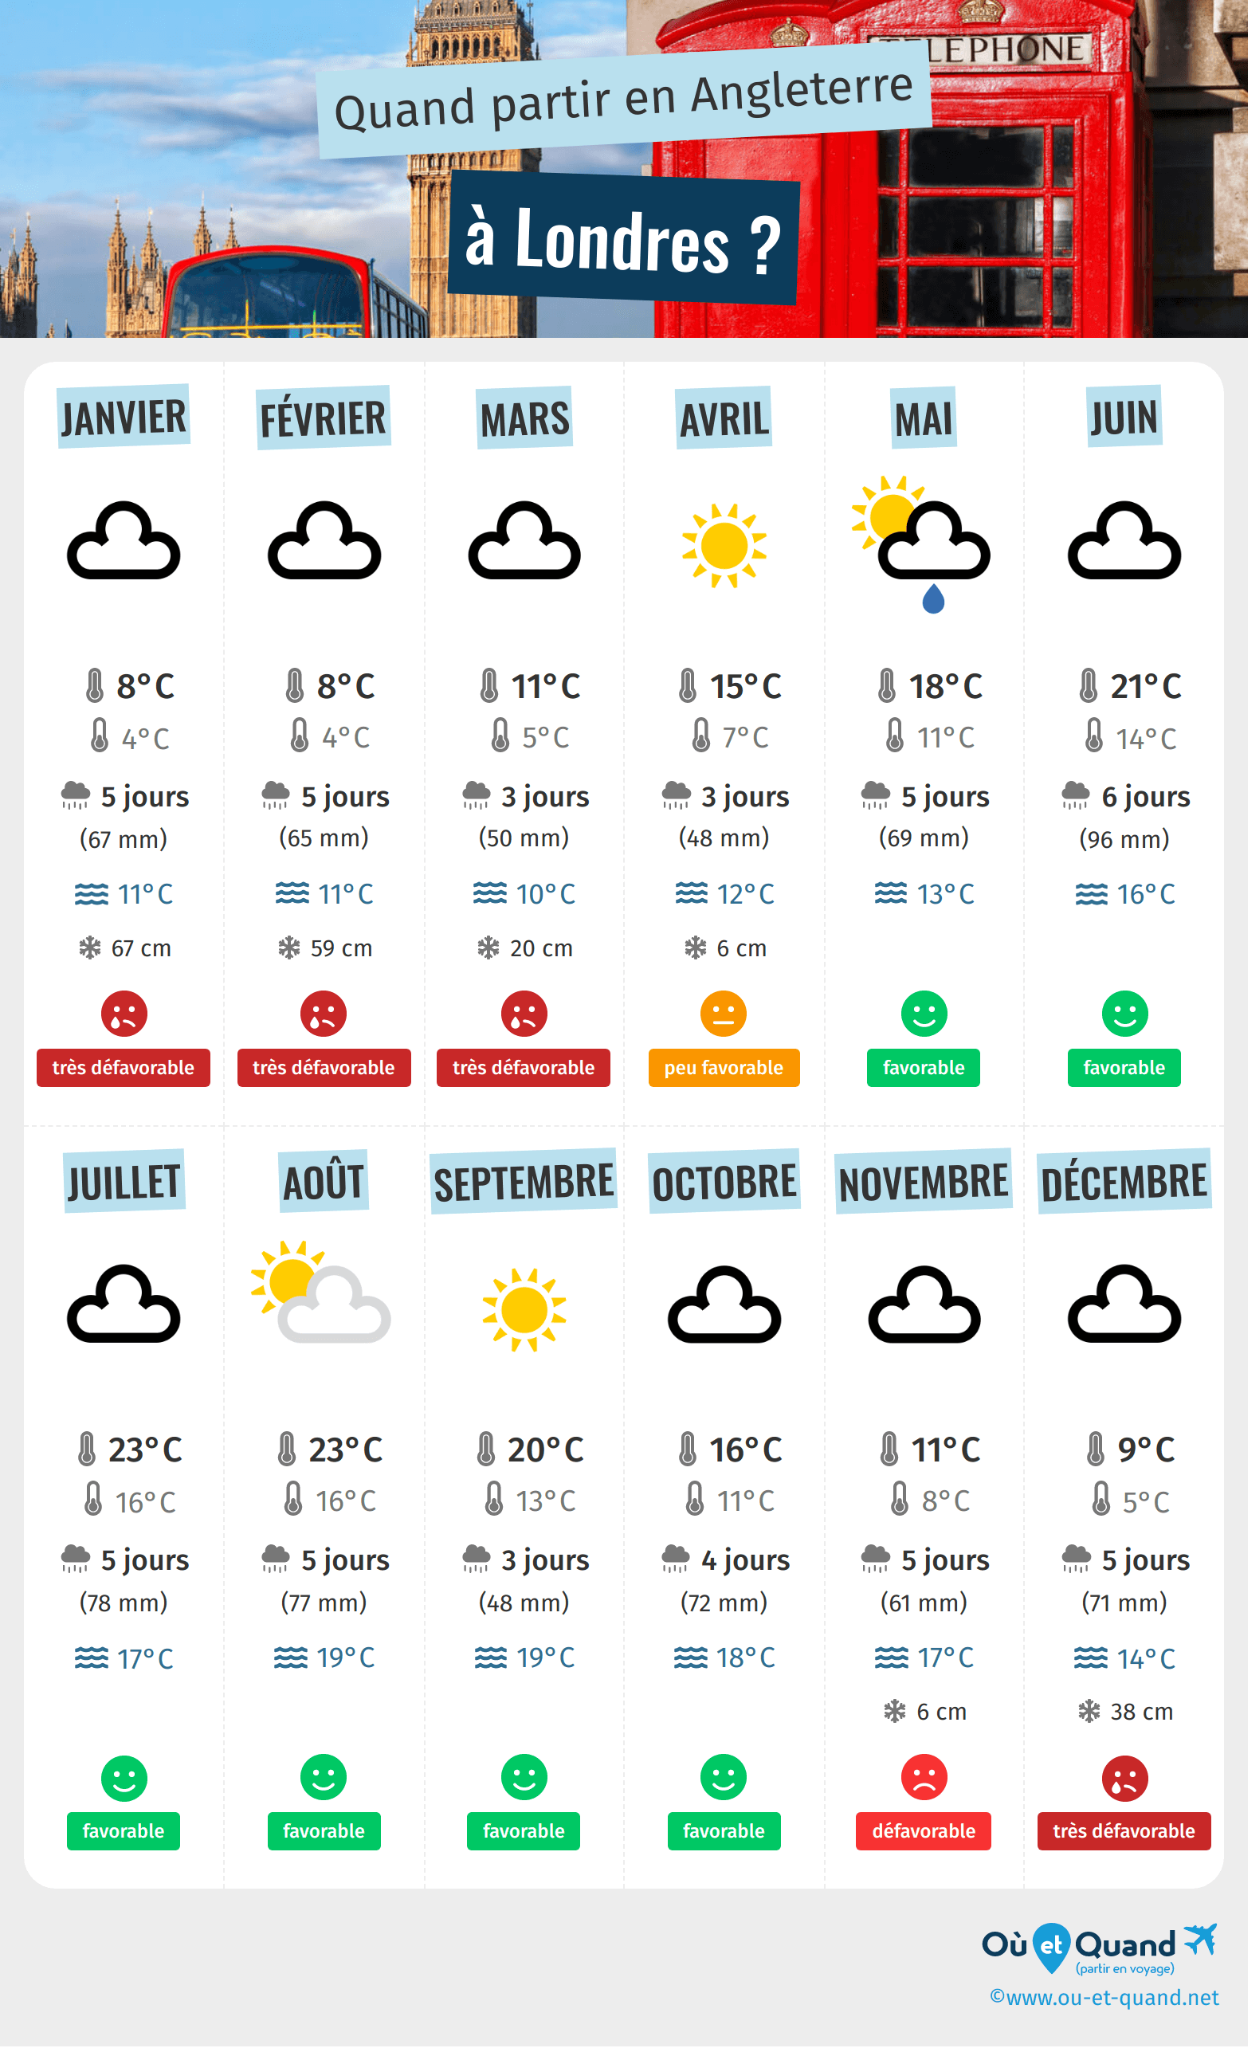 TELEPHONE
Quand partir en Angleterre
à Londres ?
JANVIER FÉVRIER MARS AVRIL MAI JUIN
8°C 8°C 11°C 15°C 18°C 21°C
4°C 4°C 5°C 7°C 11°C 14°C
5 jours 5 jours 3 jours 3 jours 5 jours 6 jours
(67 mm) (65 mm) (50 mm) (48 mm) (69 mm) (96 mm)
11°C 11°C 10°C 12°C 13°C 16°C
67 cm 59 cm 20 cm 6 cm
très défavorable très défavorable très défavorable peu favorable favorable favorable
JUILLET AOÛT SEPTEMBRE OCTOBRE NOVEMBRE DÉCEMBRE
23°C 23°C 20°C 16°C 11°C 9°C
16°C 16°C 13°C 11°C 8°C 5°C
5 jours 5 jours 3 jours 4 jours 5 jours 5 jours
(78 mm) (77 mm) (48 mm) (72 mm) (61 mm) (71 mm)
17°C 19°C 19°C 18°C 17°C 14°C
6 cm 38 cm
favorable favorable favorable favorable défavorable très défavorable
Où et Quand
(partir en voyage)
©www.ou-et-quand.net